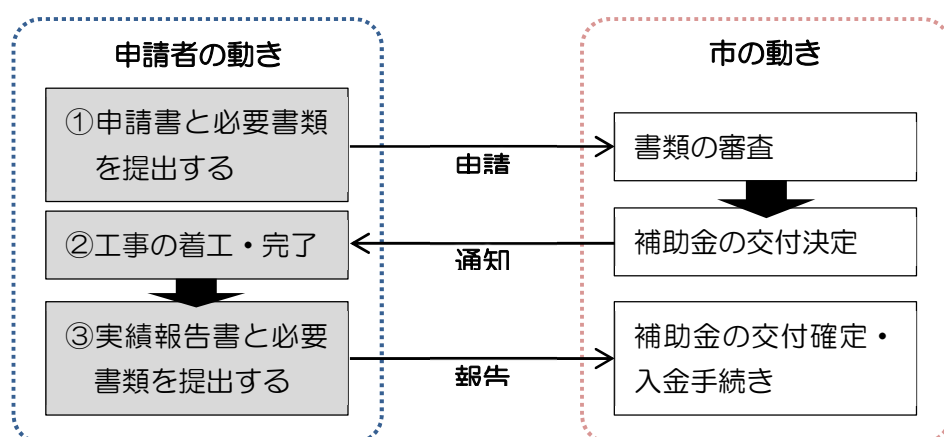 申請者の動き
①申請書と必要書類
を提出する
②工事の着工・完了
③実績報告書と必要
書類を提出する
申請
通知
報告
市の動き
書類の審査
補助金の交付決定
補助金の交付確定・
入金手続き